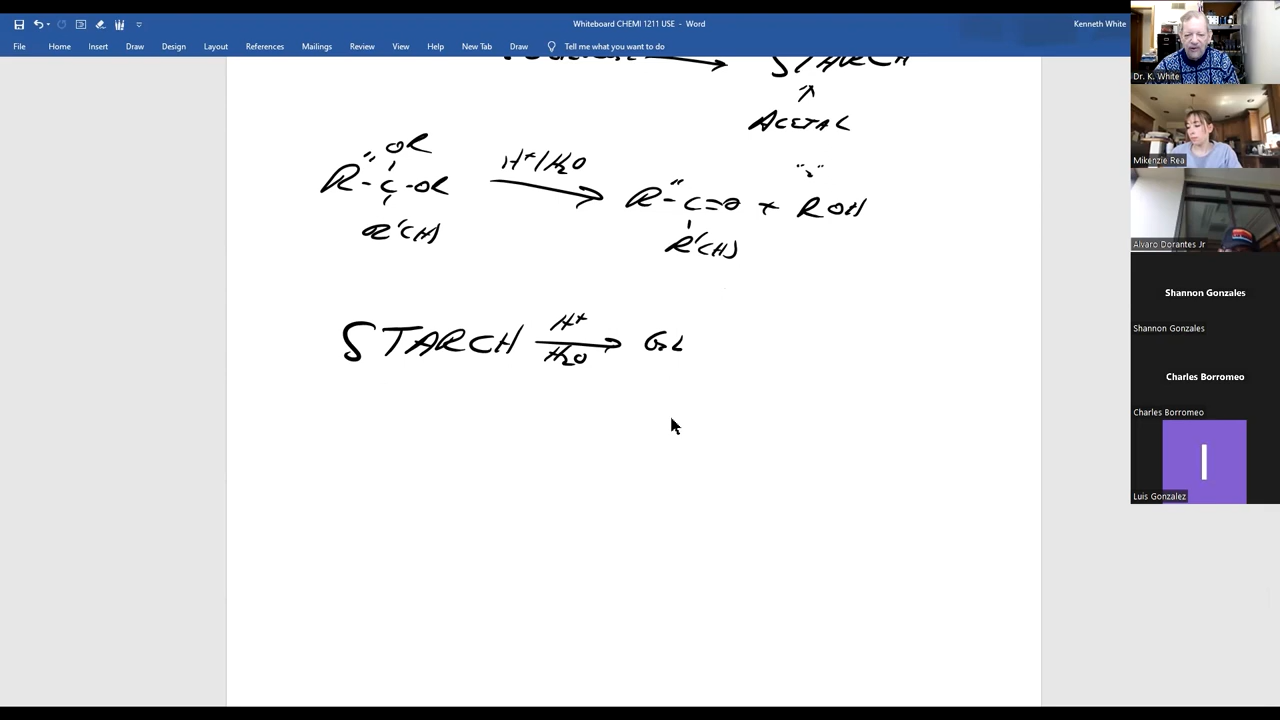 Whiteboard CHEMI 1211 USE - Word
Kenneth White
File Home Insert Draw Design Layout References Mailings Review View Help New Tab Draw Tell me what you want to do
STARCH
ACETAL
OR
R"-C-OR H+/H2O R"-C=O + ROH
R'(H) R'(H)
STARCH H+ GL
H2O
Dr. K. White
Mikenzie Rea
Alvaro Dorantes Jr
Shannon Gonzales
Shannon Gonzales
Charles Borromeo
Charles Borromeo
l
Luis Gonzalez